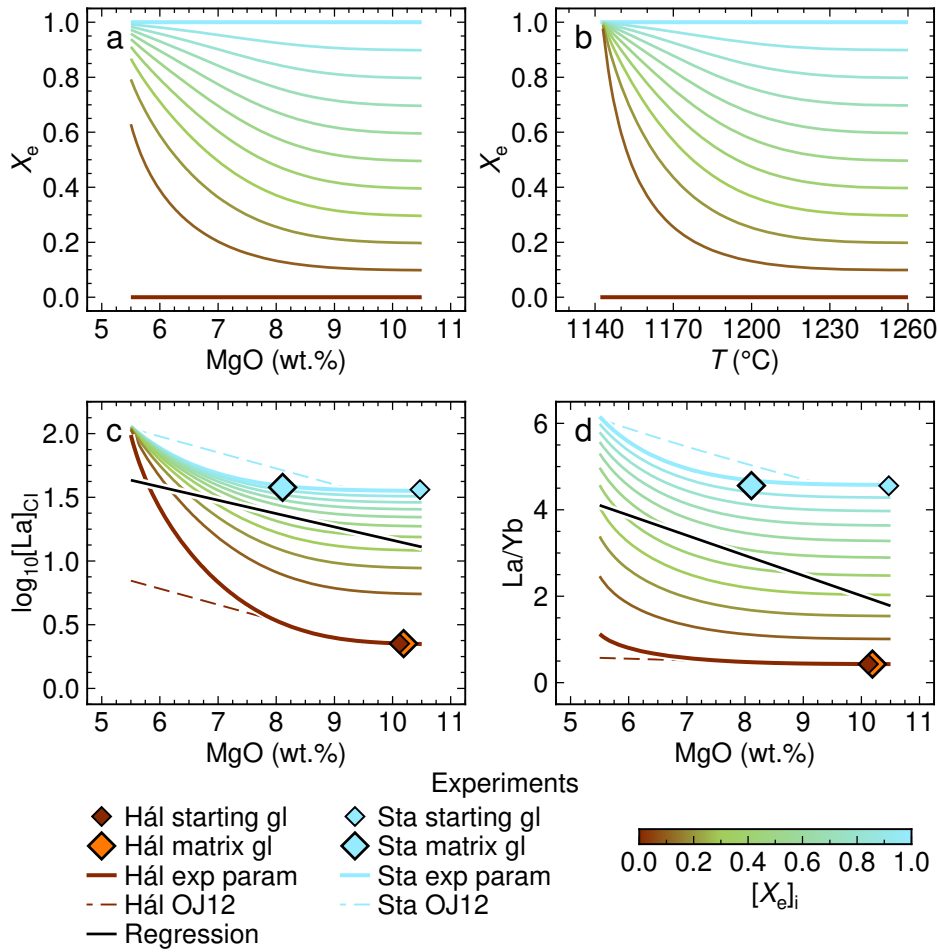 a
1.0
0.8
0.6
0.4
0.2
0.0
Xe
5 6 7 8 9 10 11
MgO (wt.%)
b
1.0
0.8
0.6
0.4
0.2
0.0
Xe
1140 1170 1200 1230 1260
T (°C)
c
2.0
1.5
1.0
0.5
0.0
log10[La]CI
5 6 7 8 9 10 11
MgO (wt.%)
d
6
4
2
0
La/Yb
5 6 7 8 9 10 11
MgO (wt.%)
Experiments
Hál starting gl
Hál matrix gl
Hál exp param
Hál OJ12
Regression
Sta starting gl
Sta matrix gl
Sta exp param
Sta OJ12
0.0 0.2 0.4 0.6 0.8 1.0
[Xe]i